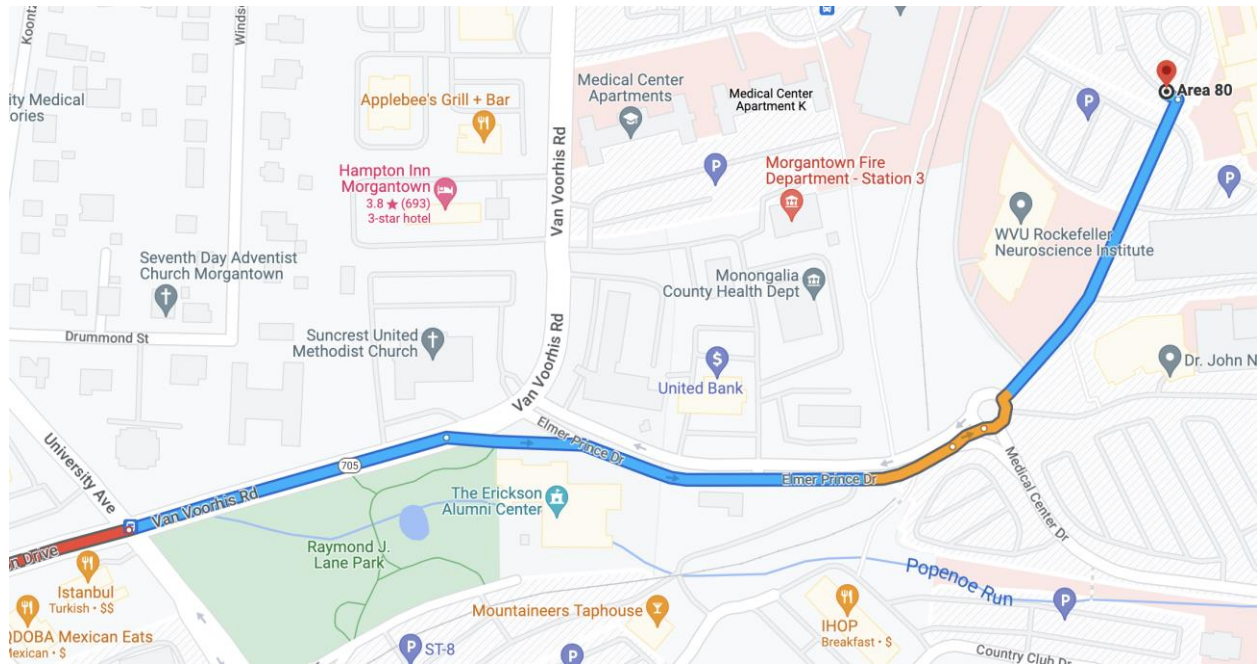 Koontz
Windsor
ity Medical
ories
Applebee's Grill + Bar
Hampton Inn
Morgantown
3.8 ★ (693)
3-star hotel
Van Voorhis Rd
Medical Center
Apartments
Medical Center
Apartment K
P
Morgantown Fire
Department - Station 3
P
Area 80
P
WVU Rockefeller
Neuroscience Institute
Seventh Day Adventist
Church Morgantown
Drummond St
Suncrest United
Methodist Church
Van Voorhis Rd
Monongalia
County Health Dept
$
United Bank
Dr. John N
Van Voorhis Rd
Elmer Prince Dr
University Ave
705
Van Voorhis Rd
Elmer Prince Dr
Medical Center Dr
The Erickson
Alumni Center
n Drive
Raymond J.
Lane Park
Istanbul
Turkish • $$
QDOBA Mexican Eats
Mexican • $
Mountaineers Taphouse
IHOP
Breakfast • $
Popenoe Run
P
P
ST-8
P
Country Club Dr